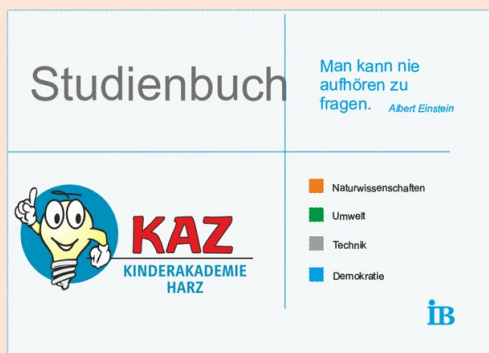 Studienbuch
Man kann nie
aufhören zu
fragen.
Albert Einstein
KAZ
KINDERAKADEMIE
HARZ
Naturwissenschaften
Umwelt
Technik
Demokratie
iB